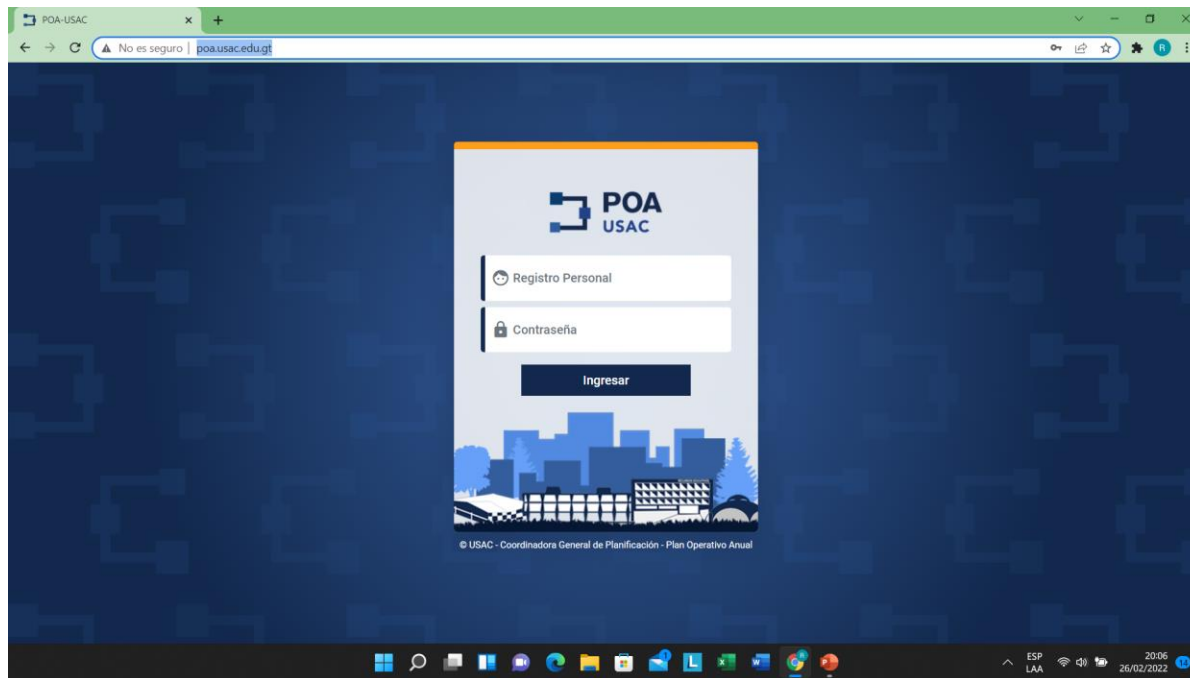 POA-USAC
No es seguro | poa.usac.edu.gt
R
POA
USAC
Registro Personal
Contraseña
Ingresar
© USAC - Coordinadora General de Planificación - Plan Operativo Anual
L
ESP
LAA
20:06
26/02/2022
14